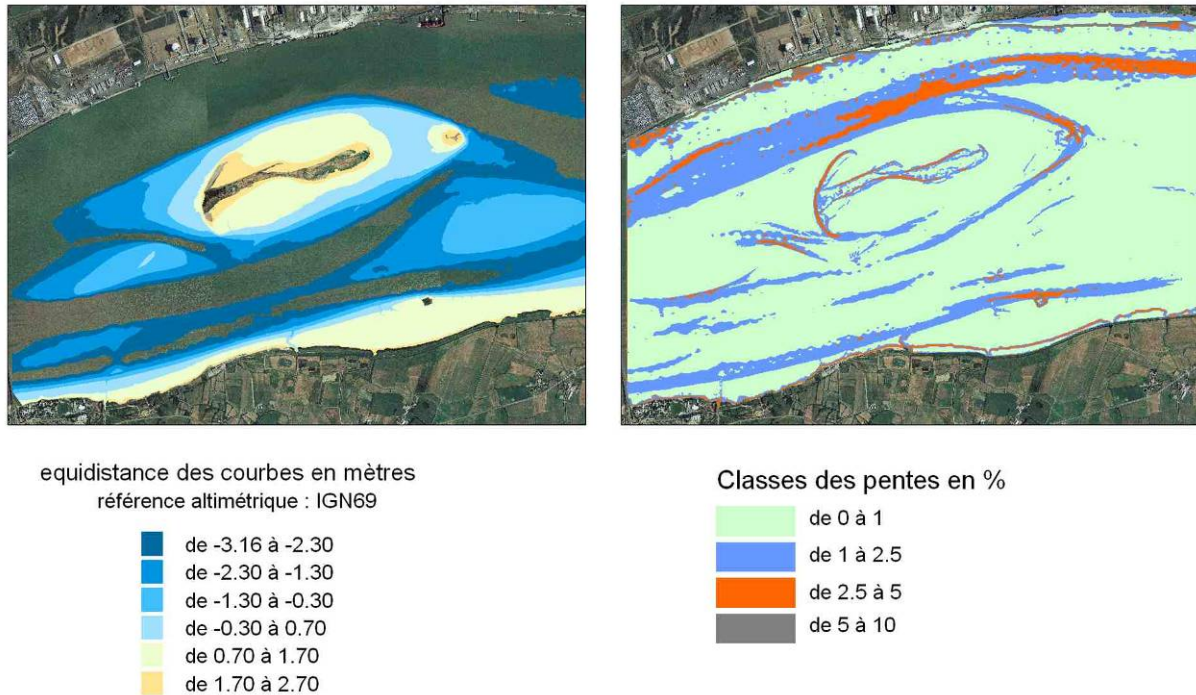 equidistance des courbes en mètres
référence altimétrique : IGN69
de -3.16 à -2.30
de -2.30 à -1.30
de -1.30 à -0.30
de -0.30 à 0.70
de 0.70 à 1.70
de 1.70 à 2.70
Classes des pentes en %
de 0 à 1
de 1 à 2.5
de 2.5 à 5
de 5 à 10